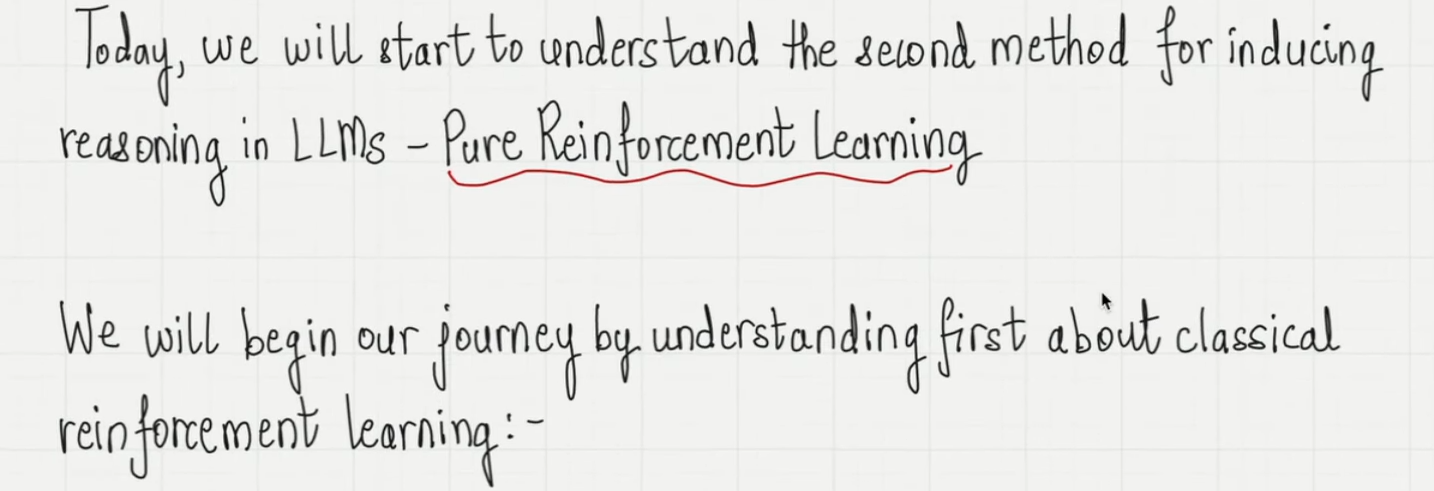 Today, we will start to understand the second method for inducing
reasoning in LLMs - Pure Reinforcement Learning
We will begin our journey by understanding first about classical
reinforcement learning:-